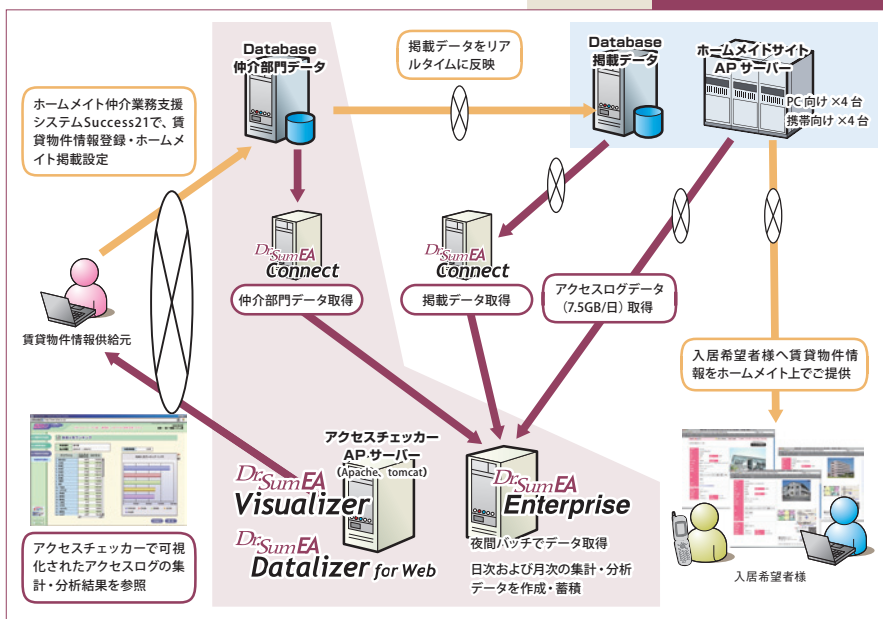 Database
仲介部門データ
掲載データをリア
ルタイムに反映
Database
掲載データ
ホームメイドサイト
APサーバー
PC向け×4台
携帯向け×4台
ホームメイト仲介業務支援
システムSuccess21で、賃
貸物件情報登録・ホームメ
イト掲載設定
Dr.SumEA
Connect
仲介部門データ取得
Dr.SumEA
Connect
掲載データ取得
アクセスログデータ
(7.5GB/日)取得
賃貸物件情報供給元
入居希望者様へ賃貸物件情
報をホームメイト上でご提供
アクセスチェッカー
APサーバー
(Apache、tomcat)
Dr.SumEA
Visualizer
Dr.SumEA
Datalizer for Web
Dr.SumEA
Enterprise
夜間バッチでデータ取得
日次および月次の集計・分析
データを作成・蓄積
アクセスチェッカーで可視
化されたアクセスログの集
計・分析結果を参照
入居希望者様